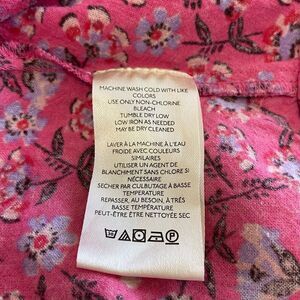 MACHINE WASH COLD WITH LIKE
COLORS
USE ONLY NON-CHLORINE
BLEACH
TUMBLE DRY LOW
LOW IRON AS NEEDED
MAY BE DRY CLEANED
LAVER À LA MACHINE À L'EAU
FROIDE AVEC COULEURS
SIMILAIRES
UTILISER UN AGENT DE
BLANCHIMENT SANS CHLORE SI
NÉCESSAIRE
SECHER PAR CULBUTAGE À BASSE
TEMPERATURE
REPASSER, AU BESOIN, À TRÈS
BASSE TEMPÉRATURE
PEUT-ÊTRE ÊTRE NETTOYÉE SEC
P